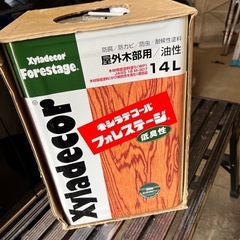 Xyladecor
Forestage.
防腐/防カビ/防虫/耐候性塗料
屋外木部用/油性
14L
xyladecor
キシラデコール
フォレステージ
低臭性